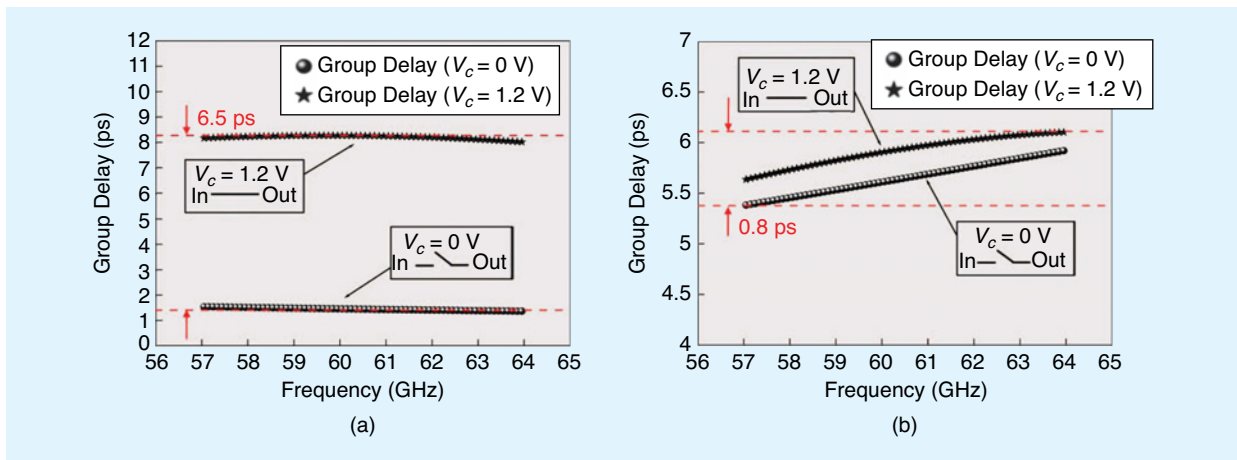 12
11
10
9
8
7
6
5
4
3
2
1
0
Group Delay (ps)
Group Delay (Vc = 0 V)
Group Delay (Vc = 1.2 V)
6.5 ps
Vc = 1.2 V
In Out
Vc = 0 V
In Out
56 57 58 59 60 61 62 63 64 65
Frequency (GHz)
(a)
7
6.5
6
5.5
5
4.5
4
Group Delay (ps)
Group Delay (Vc = 0 V)
Group Delay (Vc = 1.2 V)
Vc = 1.2 V
In Out
0.8 ps
Vc = 0 V
In Out
56 57 58 59 60 61 62 63 64 65
Frequency (GHz)
(b)